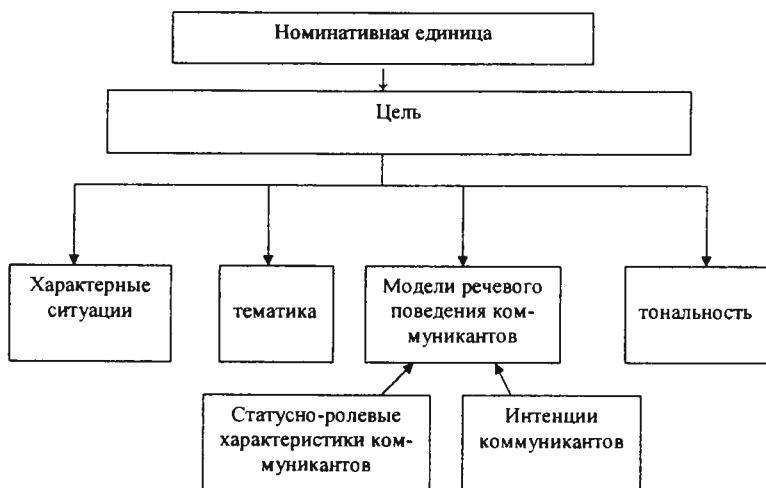 Номинативная единица
Цель
Характерные
ситуации
тематика
Модели речевого
поведения ком-
муникантов
тональность
Статусно-ролевые
характеристики ком-
муникантов
Интенции
коммуникантов